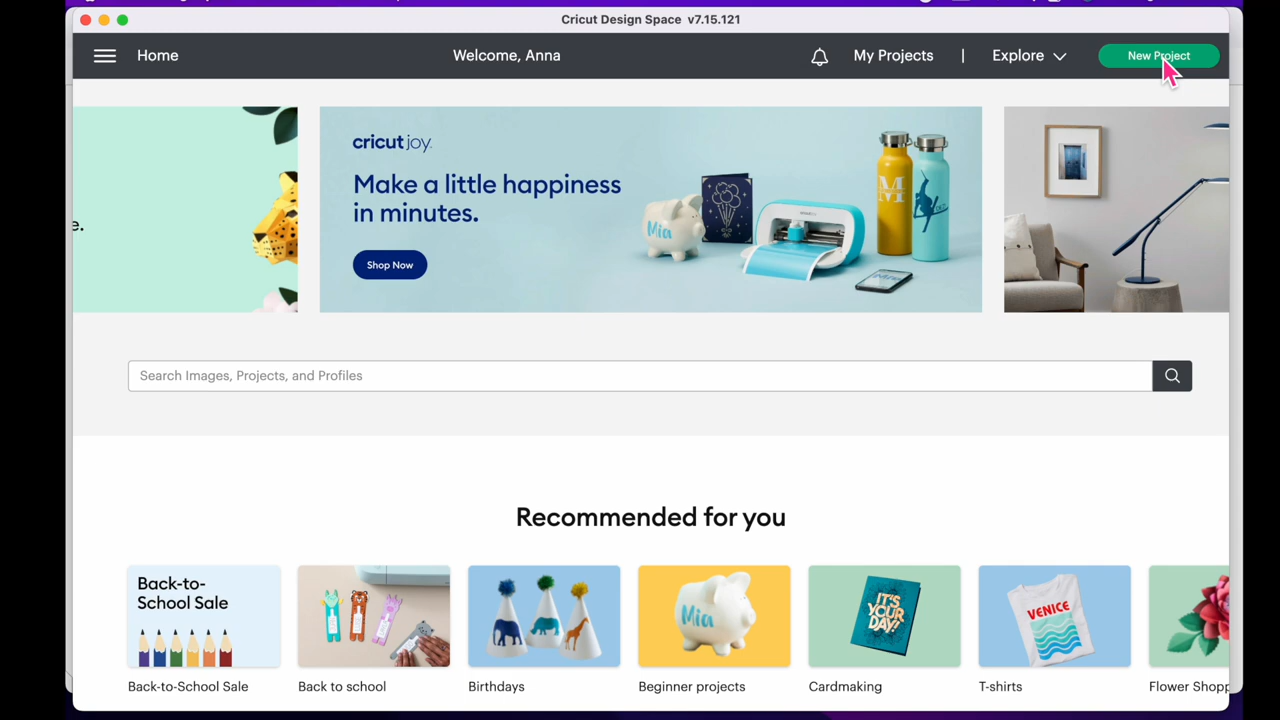 Cricut Design Space v7.15.121
Home
Welcome, Anna
My Projects
|
Explore
New Project
e.
cricut joy.
Make a little happiness
in minutes.
Shop Now
Mia
M
Search Images, Projects, and Profiles
Recommended for you
Back-to-
School Sale
Mia
IT'S
YOUR
DAY!
VENICE
Back-to-School Sale
Back to school
Birthdays
Beginner projects
Cardmaking
T-shirts
Flower Shopp